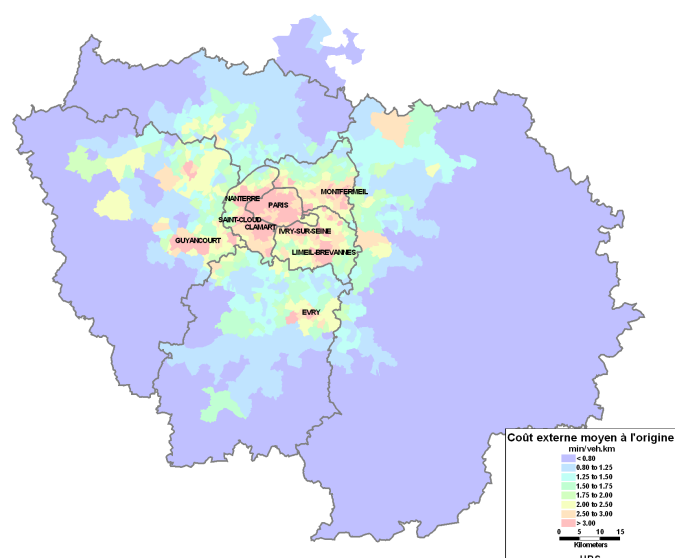 NANTERRE
MONTFERMEIL
PARIS
SAINT-CLOUD
CLAMART
IVRY-SUR-SEINE
GUYANCOURT
LIMEIL-BREVANNES
EVRY
Coût externe moyen à l'origine
min/veh.km
< 0.80
0.80 to 1.25
1.25 to 1.50
1.50 to 1.75
1.75 to 2.00
2.00 to 2.50
2.50 to 3.00
> 3.00
0 5 10 15
Kilometers